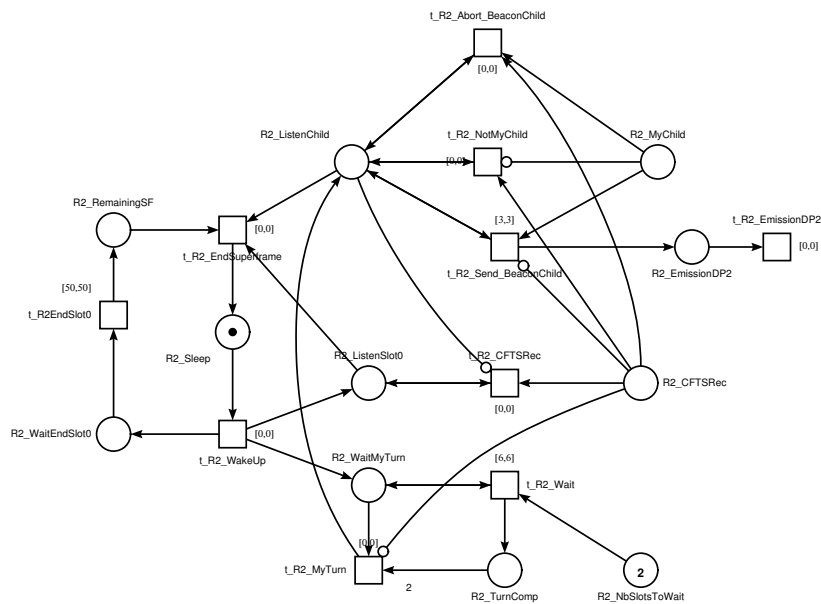 t_R2_Abort_BeaconChild
[0,0]
R2_ListenChild
t_R2_NotMyChild
R2_MyChild
[0,0]
R2_RemainingSF
[0,0]
t_R2_EndSuperframe
[3,3]
t_R2_Send_BeaconChild
R2_EmissionDP2
t_R2_EmissionDP2
[0,0]
[50,50]
t_R2EndSlot0
R2_Sleep
R2_ListenSlot0
t_R2_CFTSRec
[0,0]
R2_CFTSRec
R2_WaitEndSlot0
[0,0]
t_R2_WakeUp
R2_WaitMyTurn
[6,6]
t_R2_Wait
[0,0]
t_R2_MyTurn
2
R2_TurnComp
2
R2_NbSlotsToWait